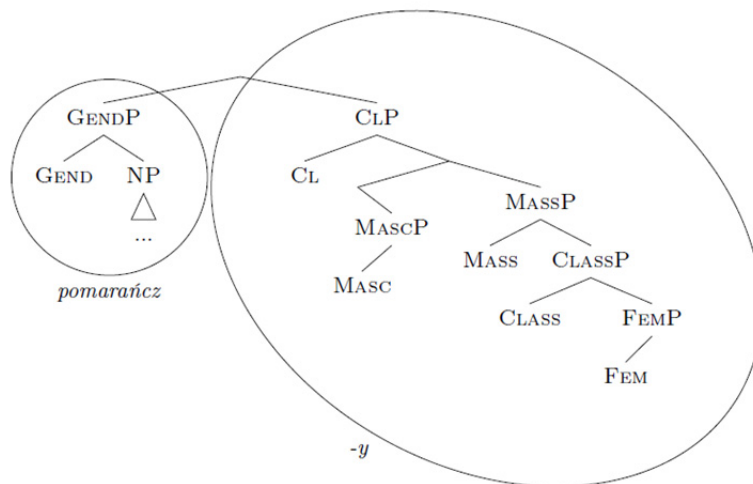 GENDP CLP
GEND NP CL
... MASCP MASSP
MASC MASS CLASSP
pomarańcz
CLASS FEMP
FEM
-y